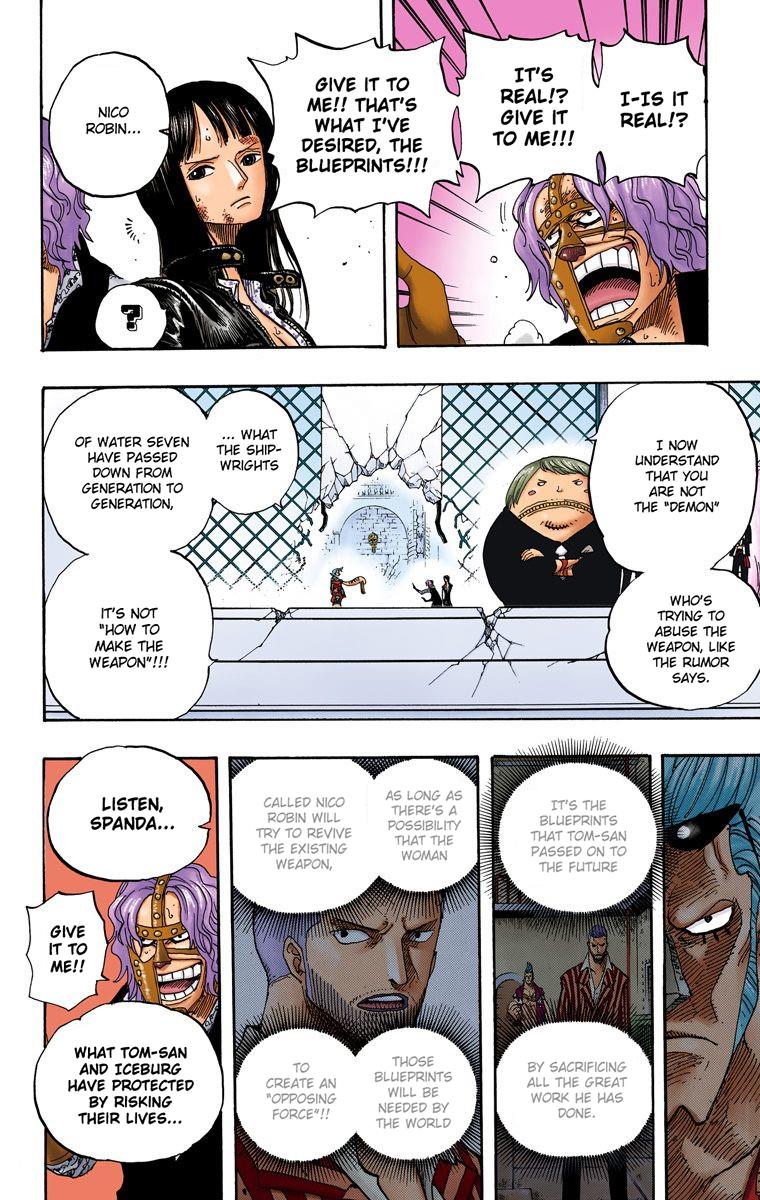 I-IS IT
REAL!?
IT'S
REAL!?
GIVE IT
TO ME!!!
GIVE IT TO
ME!! THAT'S
WHAT I'VE
DESIRED, THE
BLUEPRINTS!!!
NICO
ROBIN...
?
I NOW
UNDERSTAND
THAT YOU
ARE NOT
THE "DEMON"
WHO'S
TRYING TO
ABUSE THE
WEAPON, LIKE
THE RUMOR
SAYS.
... WHAT
THE SHIP-
WRIGHTS
OF WATER SEVEN
HAVE PASSED
DOWN FROM
GENERATION TO
GENERATION,
IT'S NOT
"HOW TO
MAKE THE
WEAPON"!!!
IT'S THE
BLUEPRINTS
THAT TOM-SAN
PASSED ON TO
THE FUTURE
BY SACRIFICING
ALL THE GREAT
WORK HE HAS
DONE.
AS LONG AS
THERE'S A
POSSIBILITY
THAT THE
WOMAN
CALLED NICO
ROBIN WILL
TRY TO REVIVE
THE EXISTING
WEAPON,
THOSE
BLUEPRINTS
WILL BE
NEEDED BY
THE WORLD
TO
CREATE AN
"OPPOSING
FORCE"!!
LISTEN,
SPANDA...
GIVE
IT TO
ME!!
WHAT TOM-SAN
AND ICEBURG
HAVE PROTECTED
BY RISKING
THEIR LIVES...